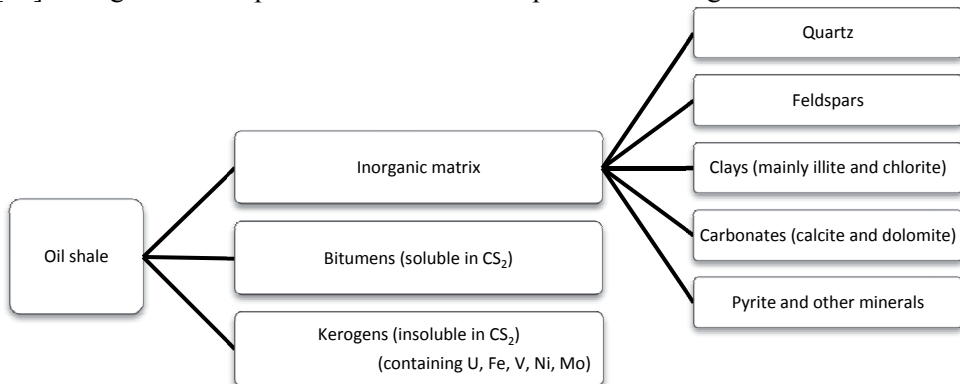 Oil shale
Inorganic matrix
Bitumens (soluble in CS₂)
Kerogens (insoluble in CS₂)
(containing U, Fe, V, Ni, Mo)
Quartz
Feldspars
Clays (mainly illite and chlorite)
Carbonates (calcite and dolomite)
Pyrite and other minerals